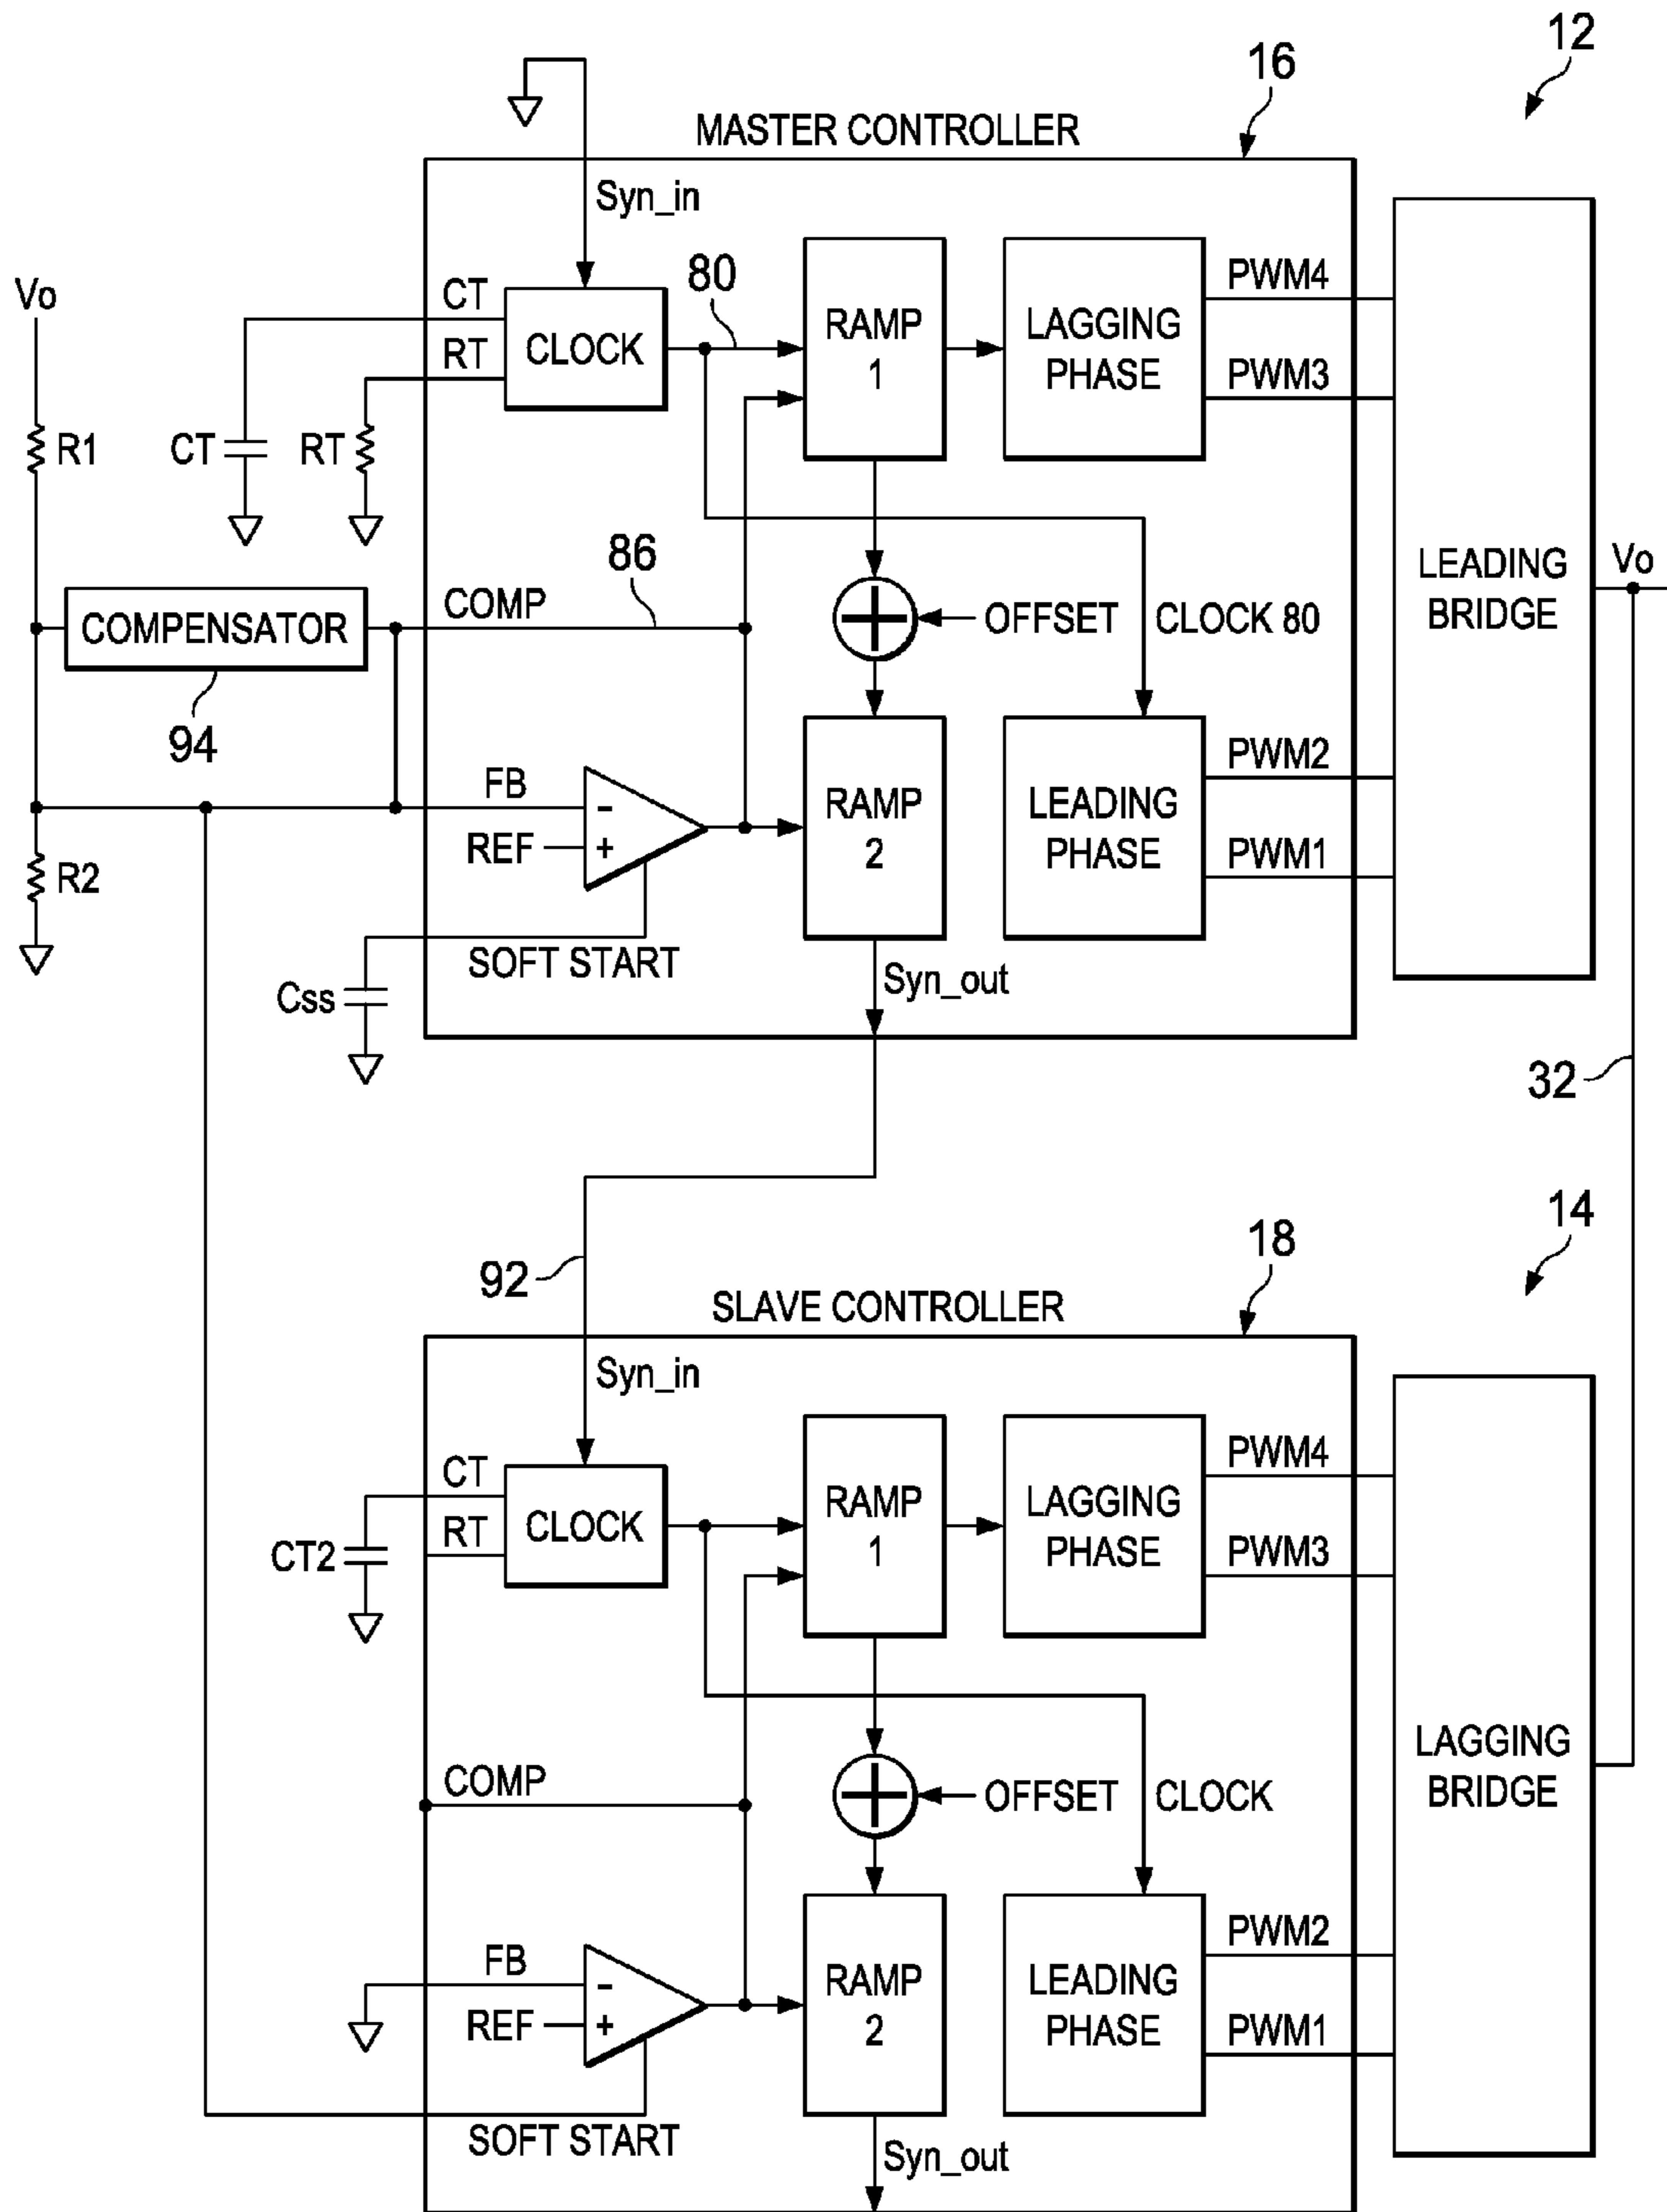 12
16
MASTER CONTROLLER
Syn_in
Vo
CT
RT
CLOCK
80
RAMP
1
LAGGING
PHASE
PWM4
PWM3
R1
CT
RT
86
COMP
COMPENSATOR
94
OFFSET
CLOCK 80
LEADING
BRIDGE
Vo
FB
-
REF
+
RAMP
2
LEADING
PHASE
PWM2
PWM1
R2
SOFT START
Css
Syn_out
32
92
14
18
SLAVE CONTROLLER
Syn_in
CT
RT
CLOCK
CT2
RAMP
1
LAGGING
PHASE
PWM4
PWM3
COMP
OFFSET
CLOCK
LAGGING
BRIDGE
FB
-
REF
+
RAMP
2
LEADING
PHASE
PWM2
PWM1
SOFT START
Syn_out